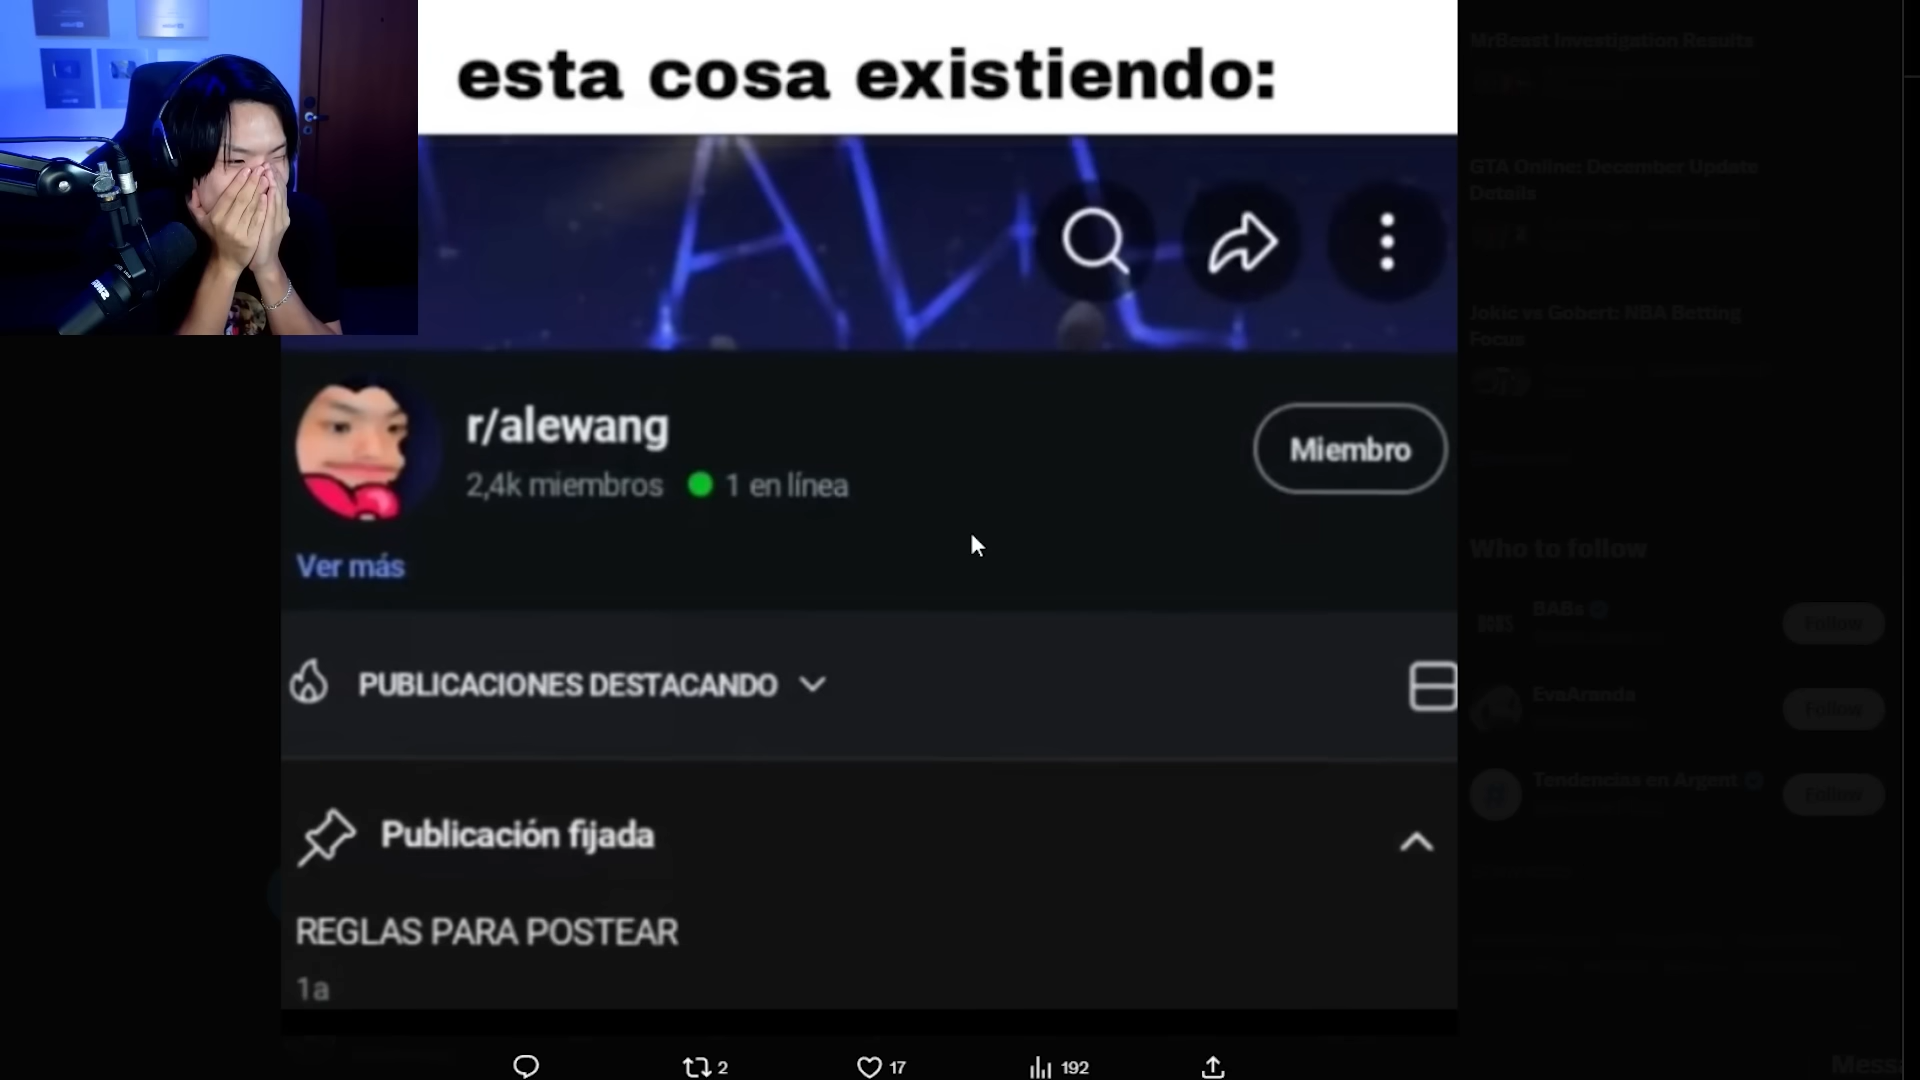 esta cosa existiendo:
r/alewang
2,4k miembros 1 en línea
Miembro
Ver más
PUBLICACIONES DESTACANDO
Publicación fijada
REGLAS PARA POSTEAR
1a
2 17 192
MrBeast Investigation Results
GTA Online: December Update
Details
Jokic vs Gobert: NBA Betting
Focus
Who to follow
BABs
Follow
EvaAranda
Follow
Tendencias en Argent
Follow